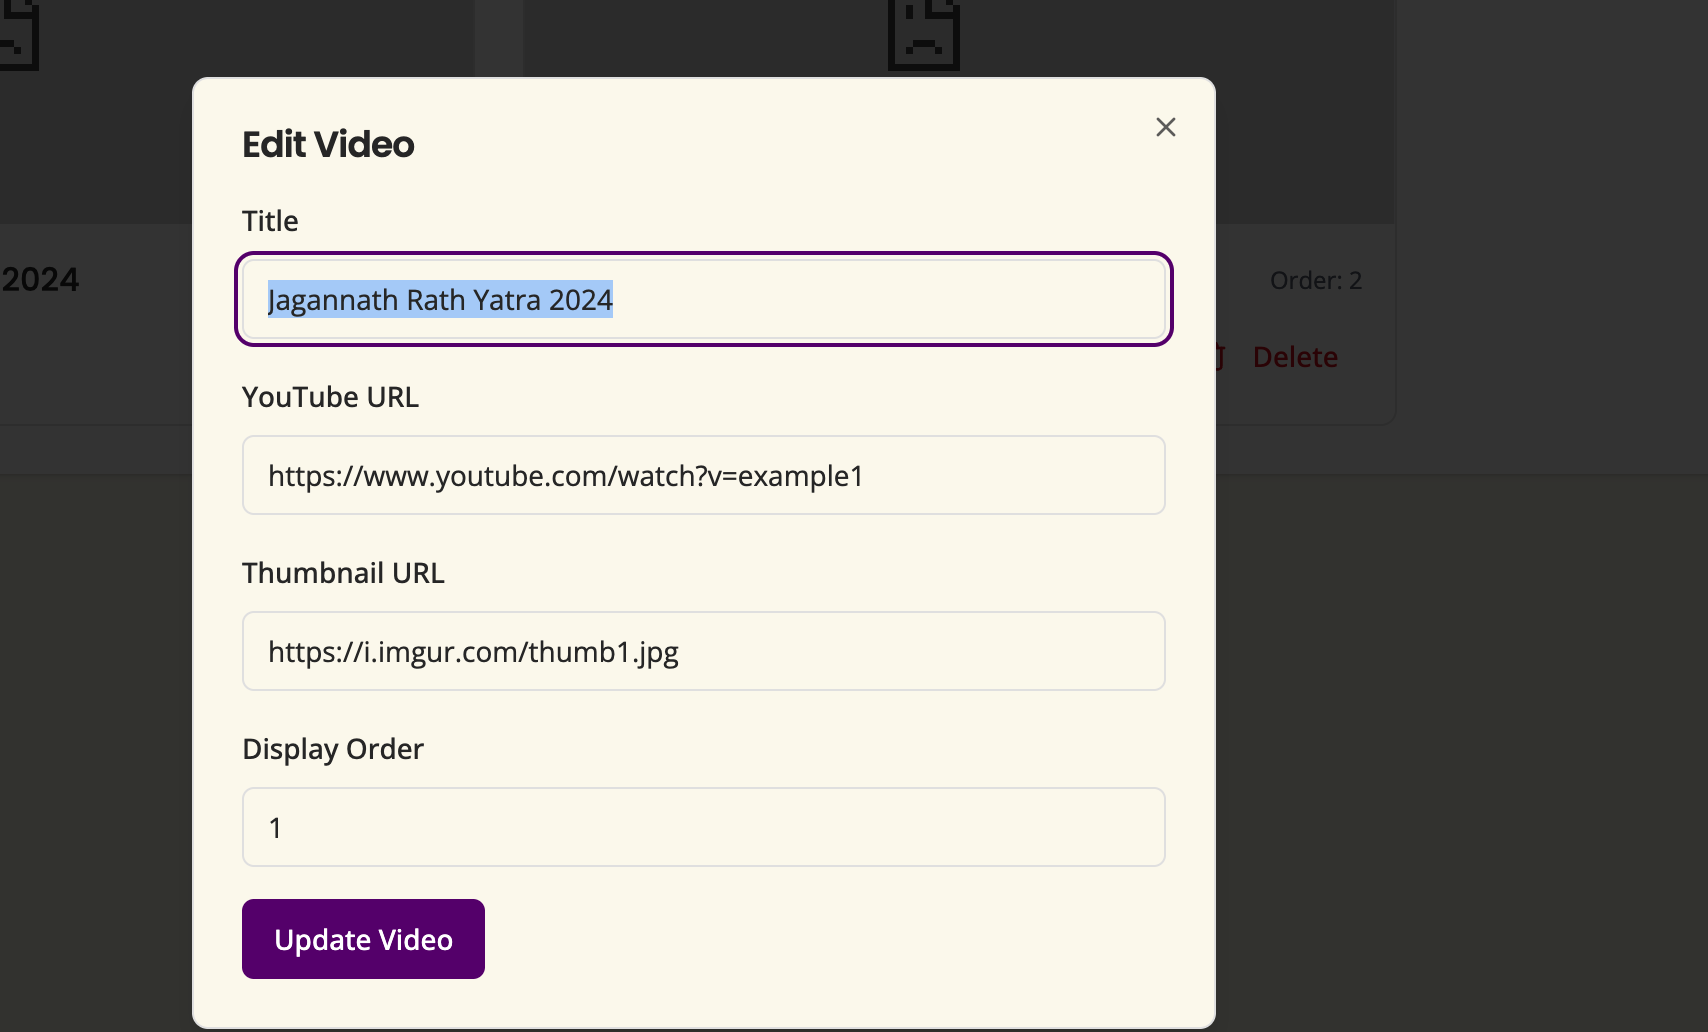 Edit Video
Title
Jagannath Rath Yatra 2024
YouTube URL
https://www.youtube.com/watch?v=example1
Thumbnail URL
https://i.imgur.com/thumb1.jpg
Display Order
1
Update Video
2024
Order: 2
Delete